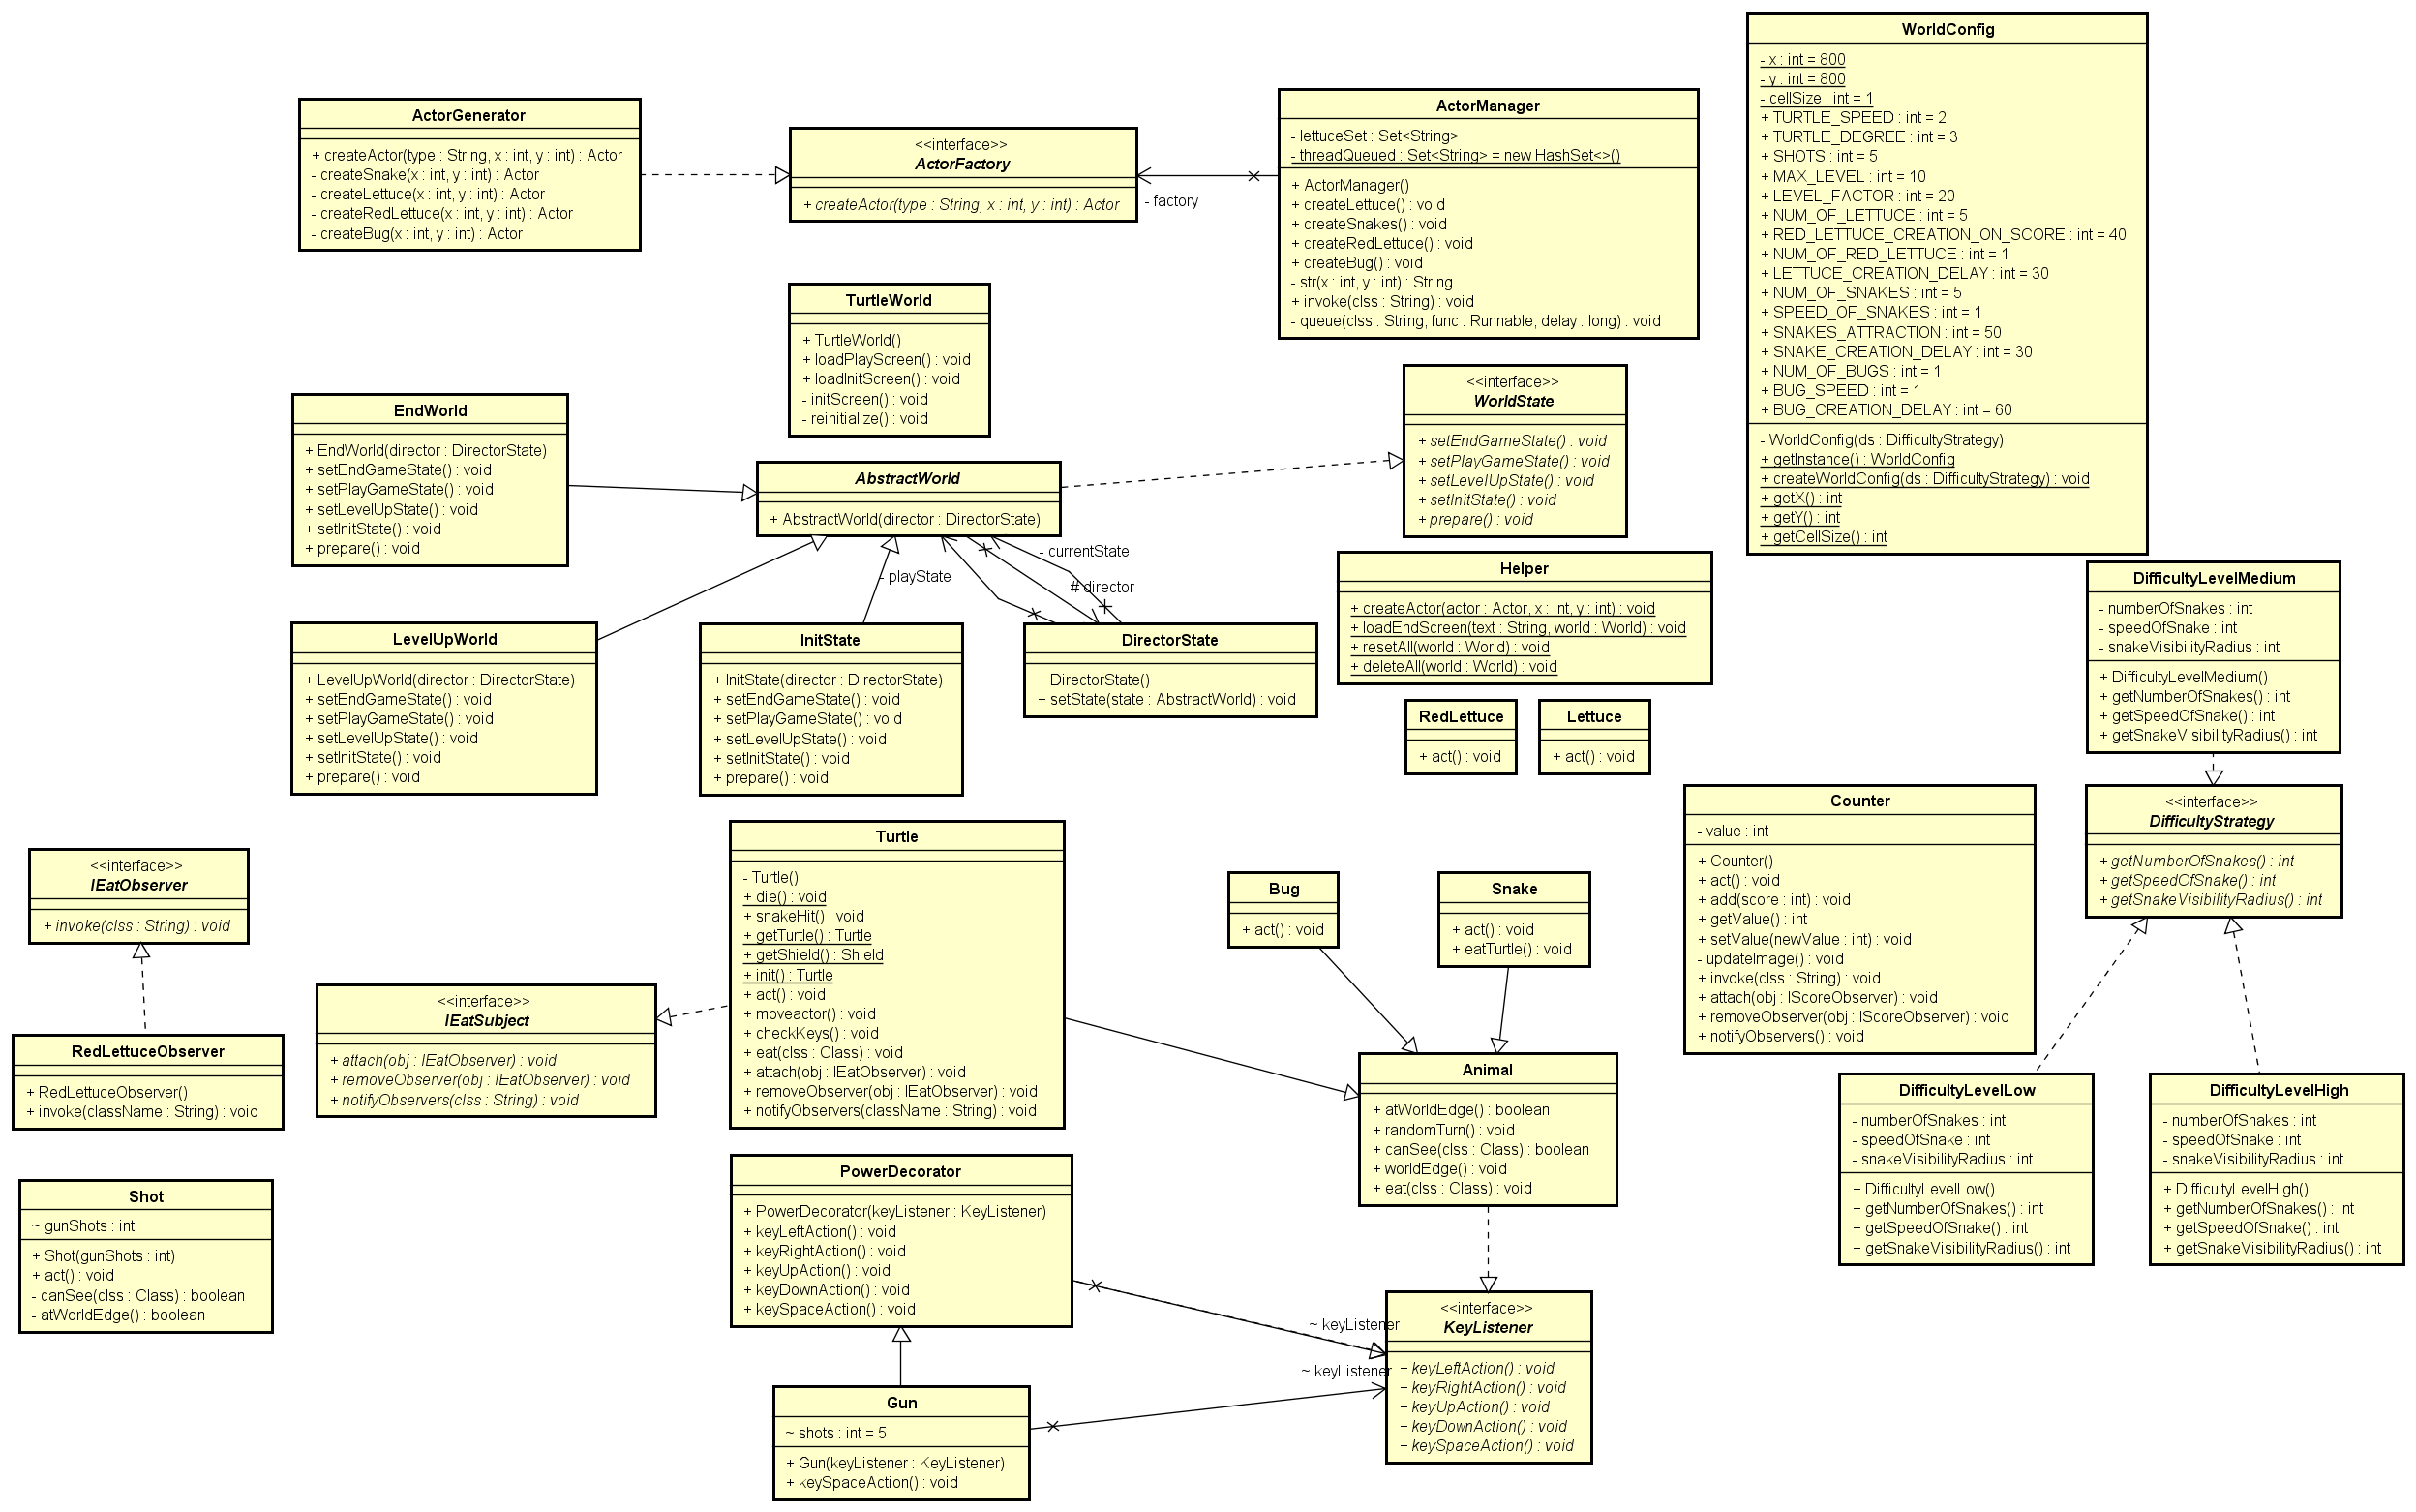 WorldConfig
- x : int = 800
- y : int = 800
- cellSize : int = 1
+ TURTLE_SPEED : int = 2
+ TURTLE_DEGREE : int = 3
+ SHOTS : int = 5
+ MAX_LEVEL : int = 10
+ LEVEL_FACTOR : int = 20
+ NUM_OF_LETTUCE : int = 5
+ RED_LETTUCE_CREATION_ON_SCORE : int = 40
+ NUM_OF_RED_LETTUCE : int = 1
+ LETTUCE_CREATION_DELAY : int = 30
+ NUM_OF_SNAKES : int = 5
+ SPEED_OF_SNAKES : int = 1
+ SNAKES_ATTRACTION : int = 50
+ SNAKE_CREATION_DELAY : int = 30
+ NUM_OF_BUGS : int = 1
+ BUG_SPEED : int = 1
+ BUG_CREATION_DELAY : int = 60
- WorldConfig(ds : DifficultyStrategy)
+ getInstance() : WorldConfig
+ createWorldConfig(ds : DifficultyStrategy) : void
+ getX() : int
+ getY() : int
+ getCellSize() : int
ActorGenerator
+ createActor(type : String, x : int, y : int) : Actor
- createSnake(x : int, y : int) : Actor
- createLettuce(x : int, y : int) : Actor
- createRedLettuce(x : int, y : int) : Actor
- createBug(x : int, y : int) : Actor
<<interface>>
ActorFactory
+ createActor(type : String, x : int, y : int) : Actor
- factory
ActorManager
- lettuceSet : Set<String>
- threadQueued : Set<String> = new HashSet<>()
+ ActorManager()
+ createLettuce() : void
+ createSnakes() : void
+ createRedLettuce() : void
+ createBug() : void
- str(x : int, y : int) : String
+ invoke(clss : String) : void
- queue(clss : String, func : Runnable, delay : long) : void
TurtleWorld
+ TurtleWorld()
+ loadPlayScreen() : void
+ loadInitScreen() : void
- initScreen() : void
- reinitialize() : void
<<interface>>
WorldState
+ setEndGameState() : void
+ setPlayGameState() : void
+ setLevelUpState() : void
+ setInitState() : void
+ prepare() : void
EndWorld
+ EndWorld(director : DirectorState)
+ setEndGameState() : void
+ setPlayGameState() : void
+ setLevelUpState() : void
+ setInitState() : void
+ prepare() : void
AbstractWorld
+ AbstractWorld(director : DirectorState)
- currentState
- playState
# director
Helper
+ createActor(actor : Actor, x : int, y : int) : void
+ loadEndScreen(text : String, world : World) : void
+ resetAll(world : World) : void
+ deleteAll(world : World) : void
DifficultyLevelMedium
- numberOfSnakes : int
- speedOfSnake : int
- snakeVisibilityRadius : int
+ DifficultyLevelMedium()
+ getNumberOfSnakes() : int
+ getSpeedOfSnake() : int
+ getSnakeVisibilityRadius() : int
LevelUpWorld
+ LevelUpWorld(director : DirectorState)
+ setEndGameState() : void
+ setPlayGameState() : void
+ setLevelUpState() : void
+ setInitState() : void
+ prepare() : void
InitState
+ InitState(director : DirectorState)
+ setEndGameState() : void
+ setPlayGameState() : void
+ setLevelUpState() : void
+ setInitState() : void
+ prepare() : void
DirectorState
+ DirectorState()
+ setState(state : AbstractWorld) : void
RedLettuce
+ act() : void
Lettuce
+ act() : void
Counter
- value : int
+ Counter()
+ act() : void
+ add(score : int) : void
+ getValue() : int
+ setValue(newValue : int) : void
- updateImage() : void
+ invoke(clss : String) : void
+ attach(obj : IScoreObserver) : void
+ removeObserver(obj : IScoreObserver) : void
+ notifyObservers() : void
<<interface>>
DifficultyStrategy
+ getNumberOfSnakes() : int
+ getSpeedOfSnake() : int
+ getSnakeVisibilityRadius() : int
<<interface>>
IEatObserver
+ invoke(clss : String) : void
Turtle
- Turtle()
+ die() : void
+ snakeHit() : void
+ getTurtle() : Turtle
+ getShield() : Shield
+ init() : Turtle
+ act() : void
+ moveactor() : void
+ checkKeys() : void
+ eat(clss : Class) : void
+ attach(obj : IEatObserver) : void
+ removeObserver(obj : IEatObserver) : void
+ notifyObservers(className : String) : void
Bug
+ act() : void
Snake
+ act() : void
+ eatTurtle() : void
<<interface>>
IEatSubject
+ attach(obj : IEatObserver) : void
+ removeObserver(obj : IEatObserver) : void
+ notifyObservers(clss : String) : void
RedLettuceObserver
+ RedLettuceObserver()
+ invoke(className : String) : void
Animal
+ atWorldEdge() : boolean
+ randomTurn() : void
+ canSee(clss : Class) : boolean
+ worldEdge() : void
+ eat(clss : Class) : void
DifficultyLevelLow
- numberOfSnakes : int
- speedOfSnake : int
- snakeVisibilityRadius : int
+ DifficultyLevelLow()
+ getNumberOfSnakes() : int
+ getSpeedOfSnake() : int
+ getSnakeVisibilityRadius() : int
DifficultyLevelHigh
- numberOfSnakes : int
- speedOfSnake : int
- snakeVisibilityRadius : int
+ DifficultyLevelHigh()
+ getNumberOfSnakes() : int
+ getSpeedOfSnake() : int
+ getSnakeVisibilityRadius() : int
Shot
~ gunShots : int
+ Shot(gunShots : int)
+ act() : void
- canSee(clss : Class) : boolean
- atWorldEdge() : boolean
PowerDecorator
+ PowerDecorator(keyListener : KeyListener)
+ keyLeftAction() : void
+ keyRightAction() : void
+ keyUpAction() : void
+ keyDownAction() : void
+ keySpaceAction() : void
~ keyListener
~ keyListener
<<interface>>
KeyListener
+ keyLeftAction() : void
+ keyRightAction() : void
+ keyUpAction() : void
+ keyDownAction() : void
+ keySpaceAction() : void
Gun
~ shots : int = 5
+ Gun(keyListener : KeyListener)
+ keySpaceAction() : void